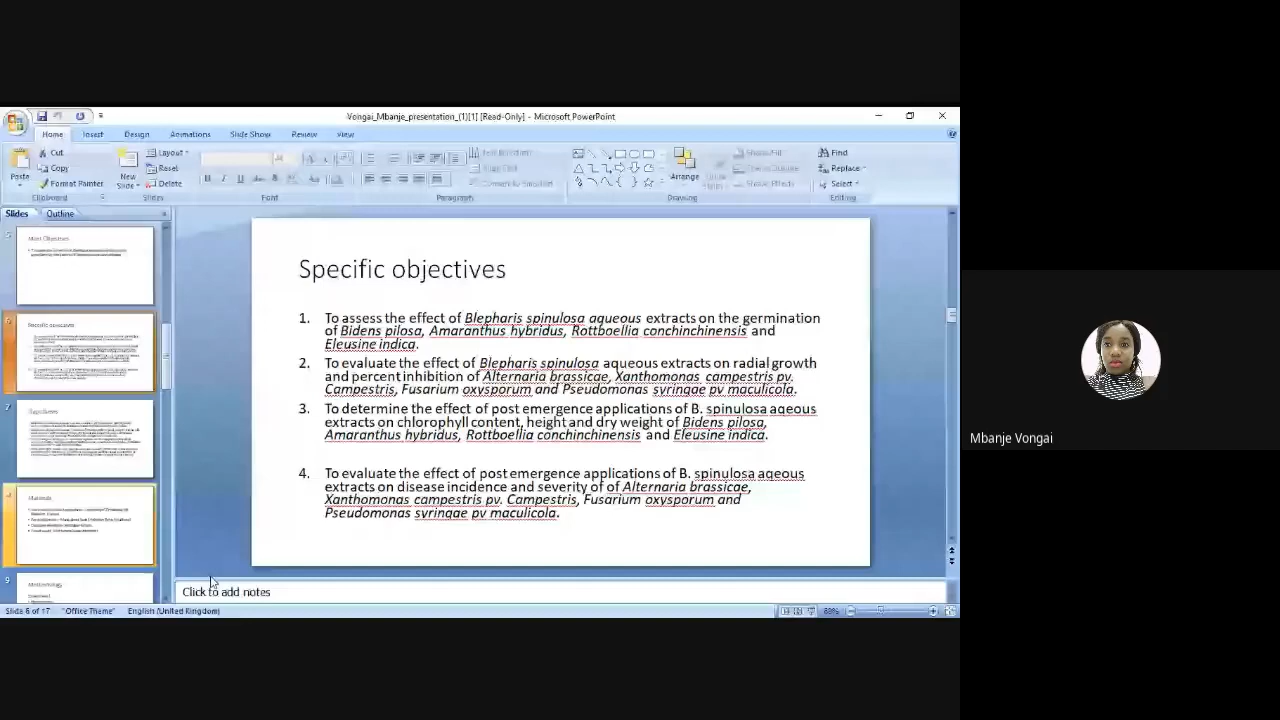 Vongai_Mbanje_presentation_(1)[1] [Read-Only] - Microsoft PowerPoint
Home Insert Design Animations Slide Show Review View
Cut
Copy
Format Painter
Paste
Clipboard
New
Slide
Layout
Reset
Delete
Slides
Font
Paragraph
Arrange
Drawing
Find
Replace
Select
Editing
Slides Outline
Specific objectives
1. To assess the effect of Blepharis spinulosa aqueous extracts on the germination
of Bidens pilosa, Amaranthus hybridus, Rottboellia conchinchinensis and
Eleusine indica.
2. To evaluate the effect of Blepharis spinulosa aqueous extracts on radial growth
and percent inhibition of Alternaria brassicae, Xanthomonas campestris pv.
Campestris, Fusarium oxysporum and Pseudomonas syringae pv maculicola.
3. To determine the effect of post emergence applications of B. spinulosa aqeous
extracts on chlorophyll content, height and dry weight of Bidens pilosa,
Amaranthus hybridus, Rottboellia conchinchinensis and Eleusine indica.
4. To evaluate the effect of post emergence applications of B. spinulosa aqeous
extracts on disease incidence and severity of of Alternaria brassicae,
Xanthomonas campestris pv. Campestris, Fusarium oxysporum and
Pseudomonas syringae pv maculicola.
7
9
Click to add notes
Slide 6 of 17 "Office Theme" English (United Kingdom)
Mbanje Vongai